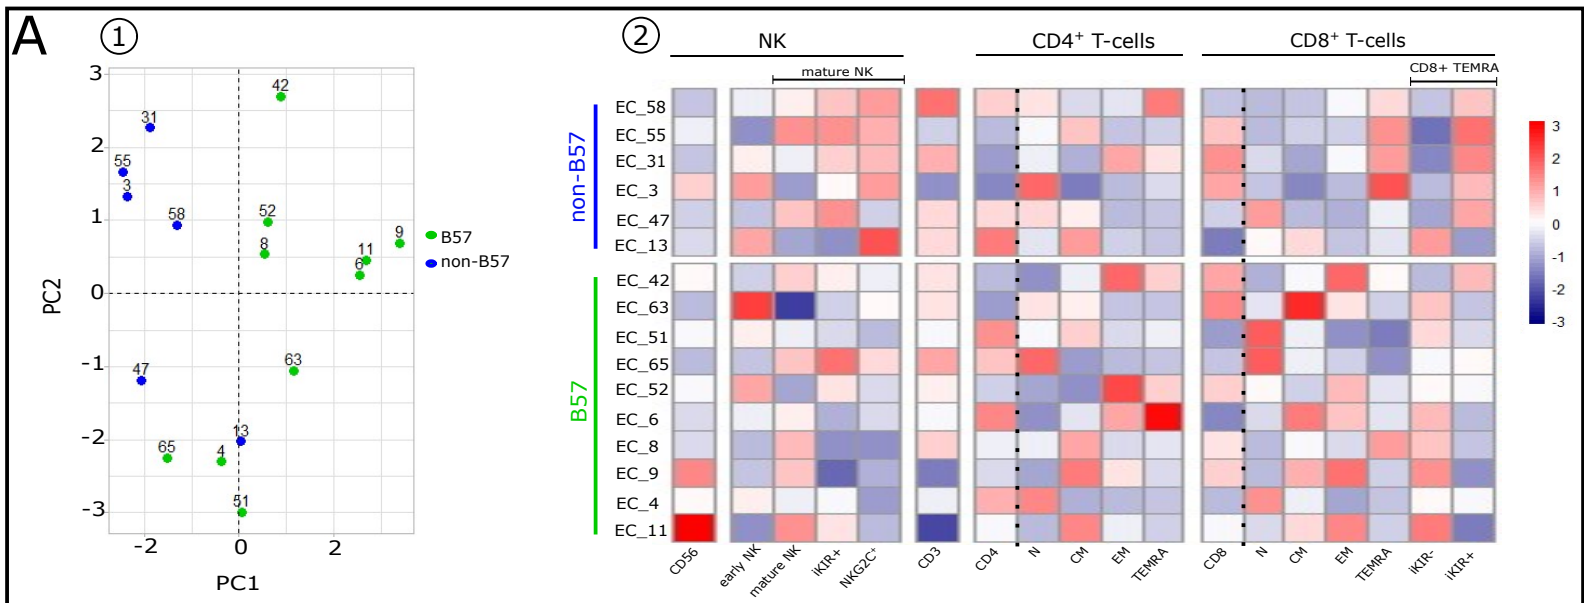 A
①
②
NK
CD4⁺ T-cells
CD8⁺ T-cells
mature NK
CD8+ TEMRA
3
2
1
0
-1
-2
-3
PC2
42
31
55
3
58
52
8
9
11
6
47
63
13
65
4
51
-2
0
2
PC1
B57
non-B57
non-B57
EC_58
EC_55
EC_31
EC_3
EC_47
EC_13
B57
EC_42
EC_63
EC_51
EC_65
EC_52
EC_6
EC_8
EC_9
EC_4
EC_11
CD56
early NK
mature NK
iKIR+
NKG2C⁺
CD3
CD4
N
CM
EM
TEMRA
CD8
N
CM
EM
TEMRA
iKIR-
iKIR+
3
2
1
0
-1
-2
-3